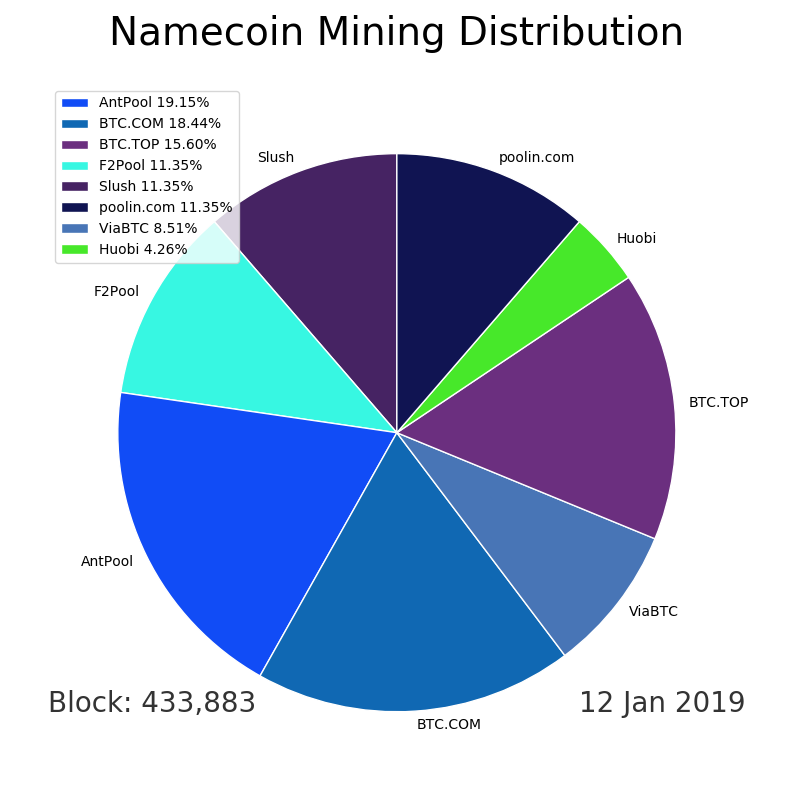 Namecoin Mining Distribution
AntPool 19.15%
BTC.COM 18.44%
BTC.TOP 15.60%
F2Pool 11.35%
Slush 11.35%
poolin.com 11.35%
ViaBTC 8.51%
Huobi 4.26%
Slush
poolin.com
Huobi
F2Pool
BTC.TOP
AntPool
ViaBTC
BTC.COM
Block: 433,883
12 Jan 2019